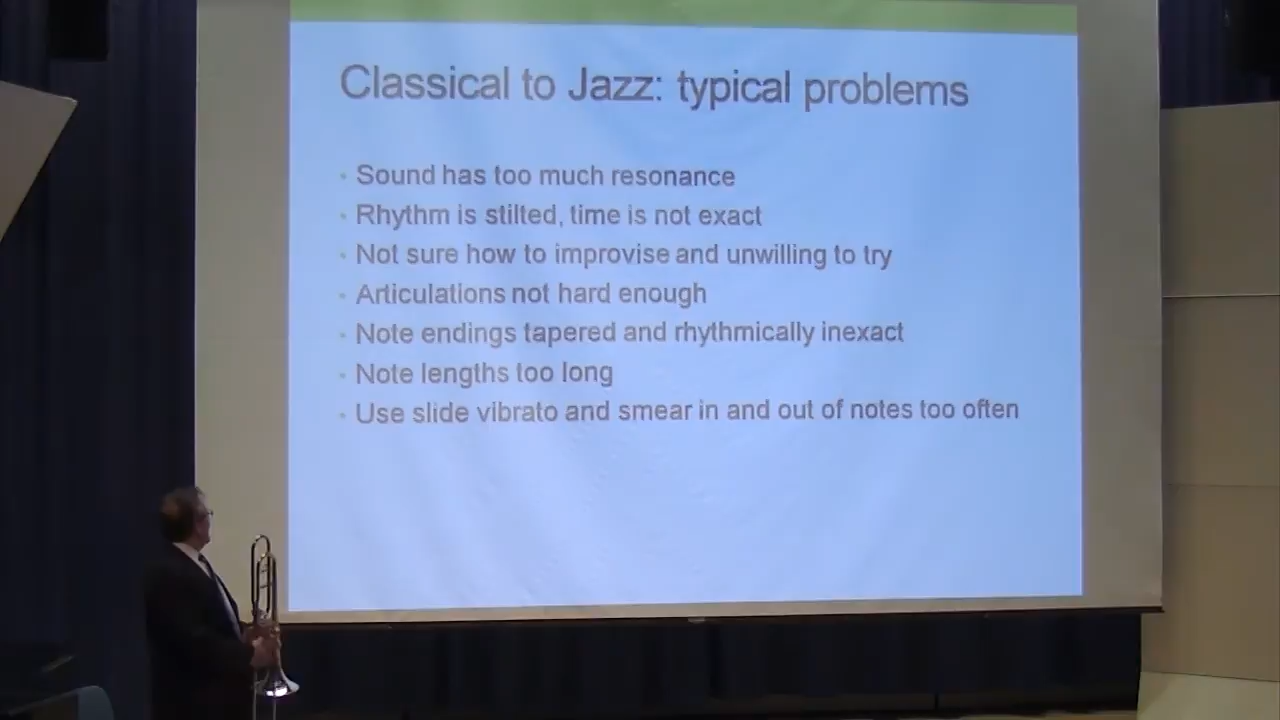 Classical to Jazz: typical problems
• Sound has too much resonance
• Rhythm is stilted, time is not exact
• Not sure how to improvise and unwilling to try
• Articulations not hard enough
• Note endings tapered and rhythmically inexact
• Note lengths too long
• Use slide vibrato and smear in and out of notes too often